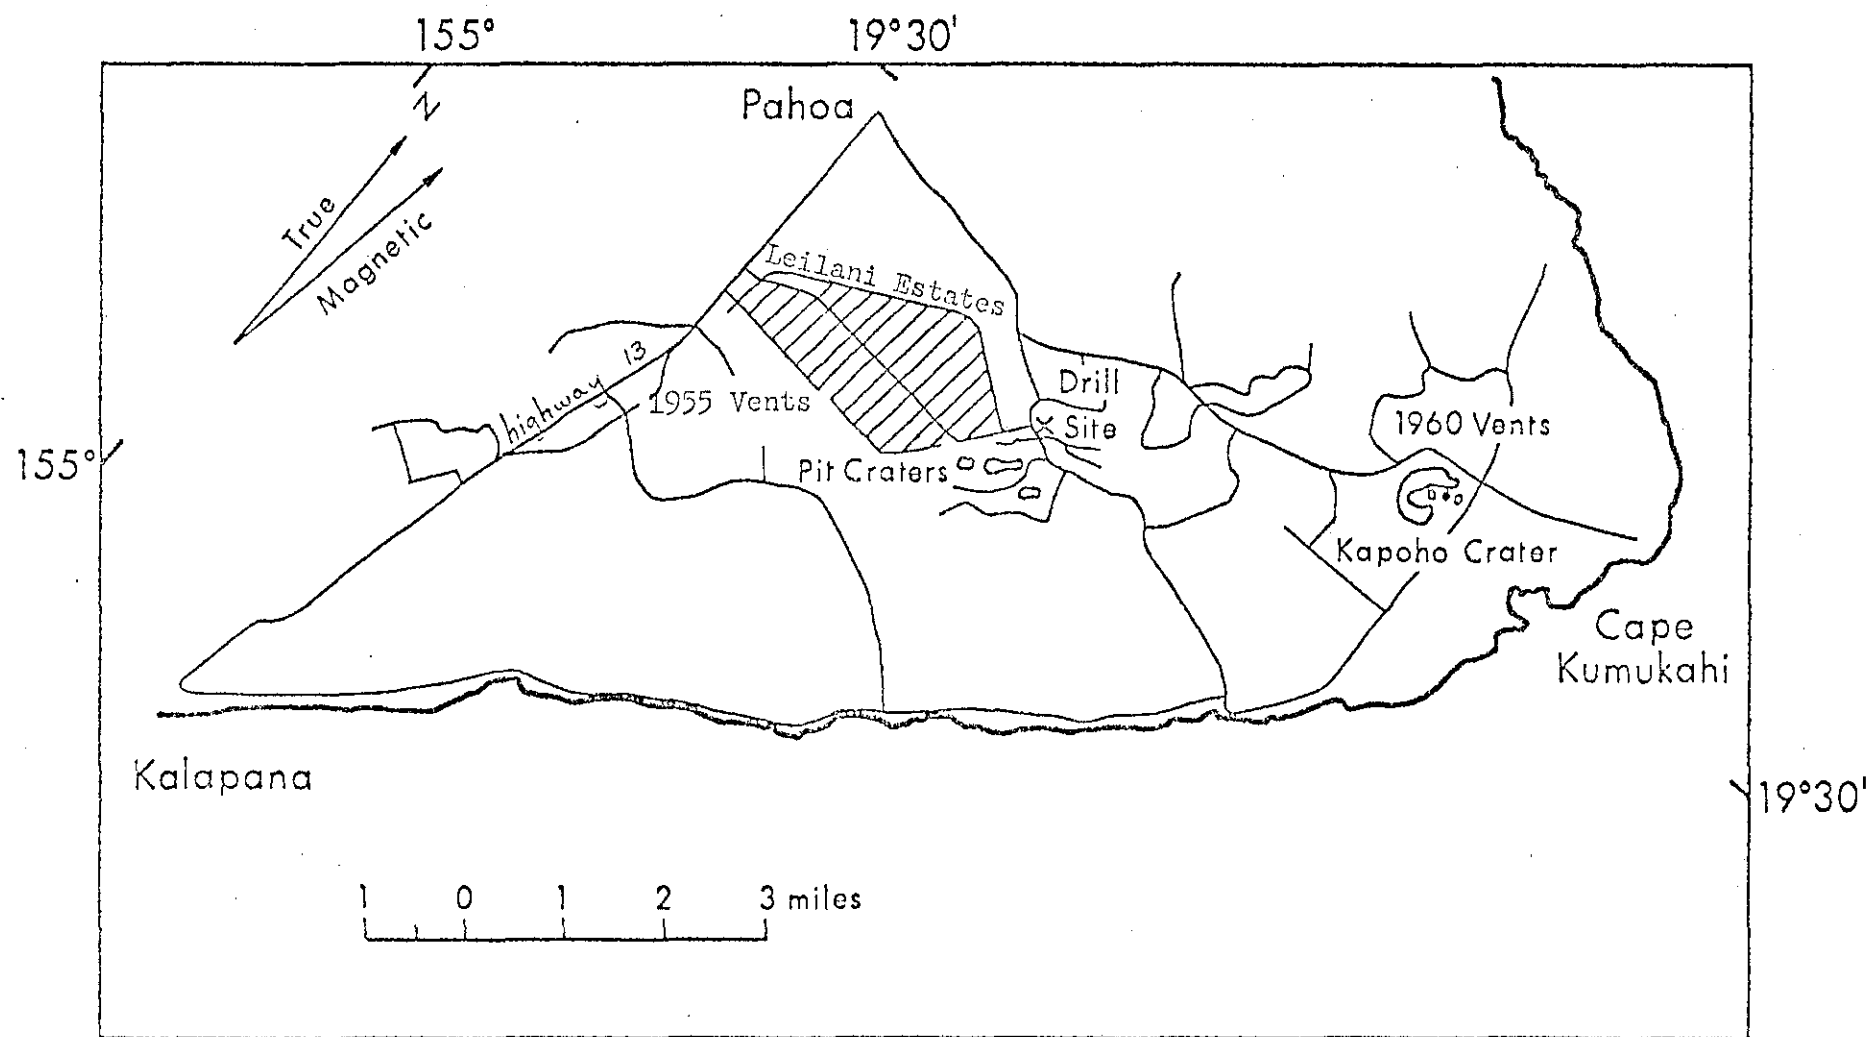 155°
19°30'
Pahoa
N
True
Magnetic
Leilani Estates
highway 13
1955 Vents
Drill
Site
1960 Vents
155°
Pit Craters
Kapoho Crater
Cape
Kumukahi
Kalapana
19°30'
1 0 1 2 3 miles